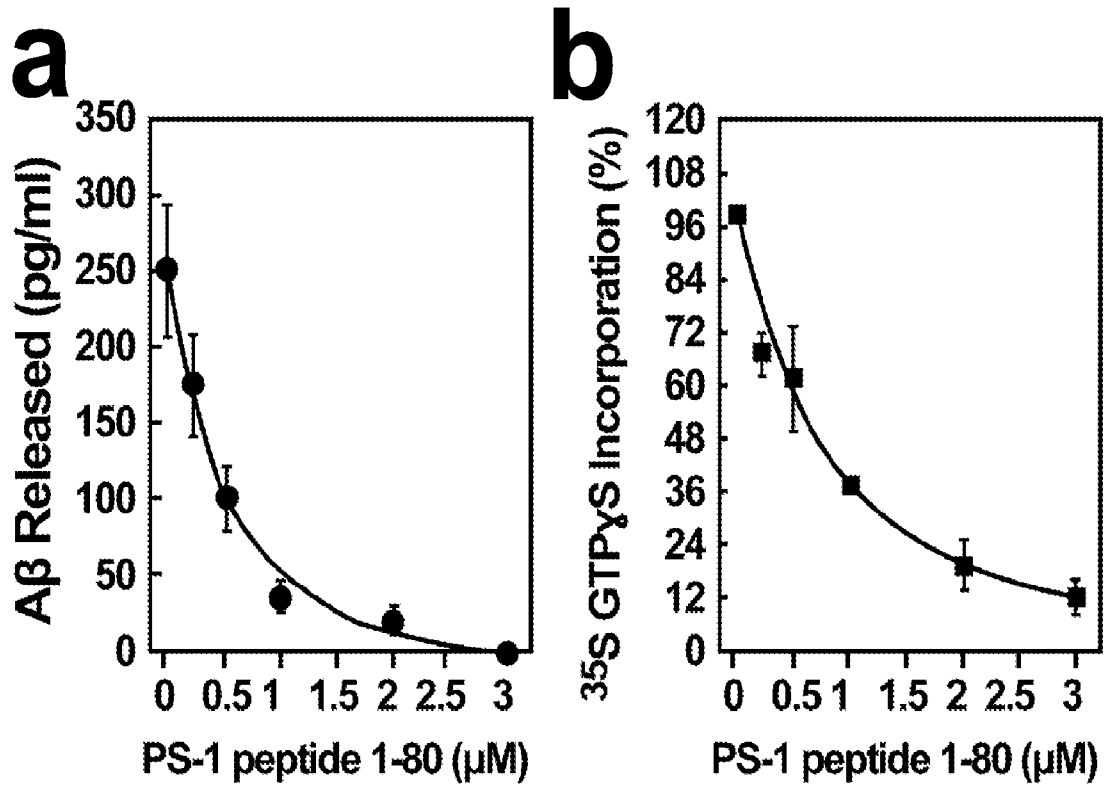 a
350
300
250
200
150
100
50
0
Aβ Released (pg/ml)
0 0.5 1 1.5 2 2.5 3
PS-1 peptide 1-80 (μM)
b
120
108
96
84
72
60
48
36
24
12
0
³⁵S GTPγS Incorporation (%)
0 0.5 1 1.5 2 2.5 3
PS-1 peptide 1-80 (μM)